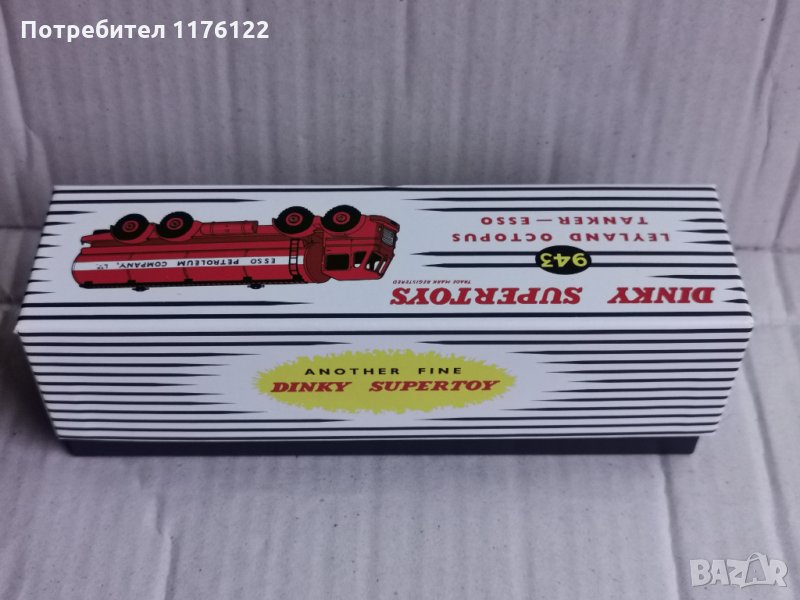 Потребител 1176122
DINKY SUPERTOYS
TRADE MARK REGISTERED
943
LEYLAND OCTOPUS
TANKER—ESSO
ESSO PETROLEUM COMPANY, LTD.
ANOTHER FINE
DINKY SUPERTOY
BAZAR